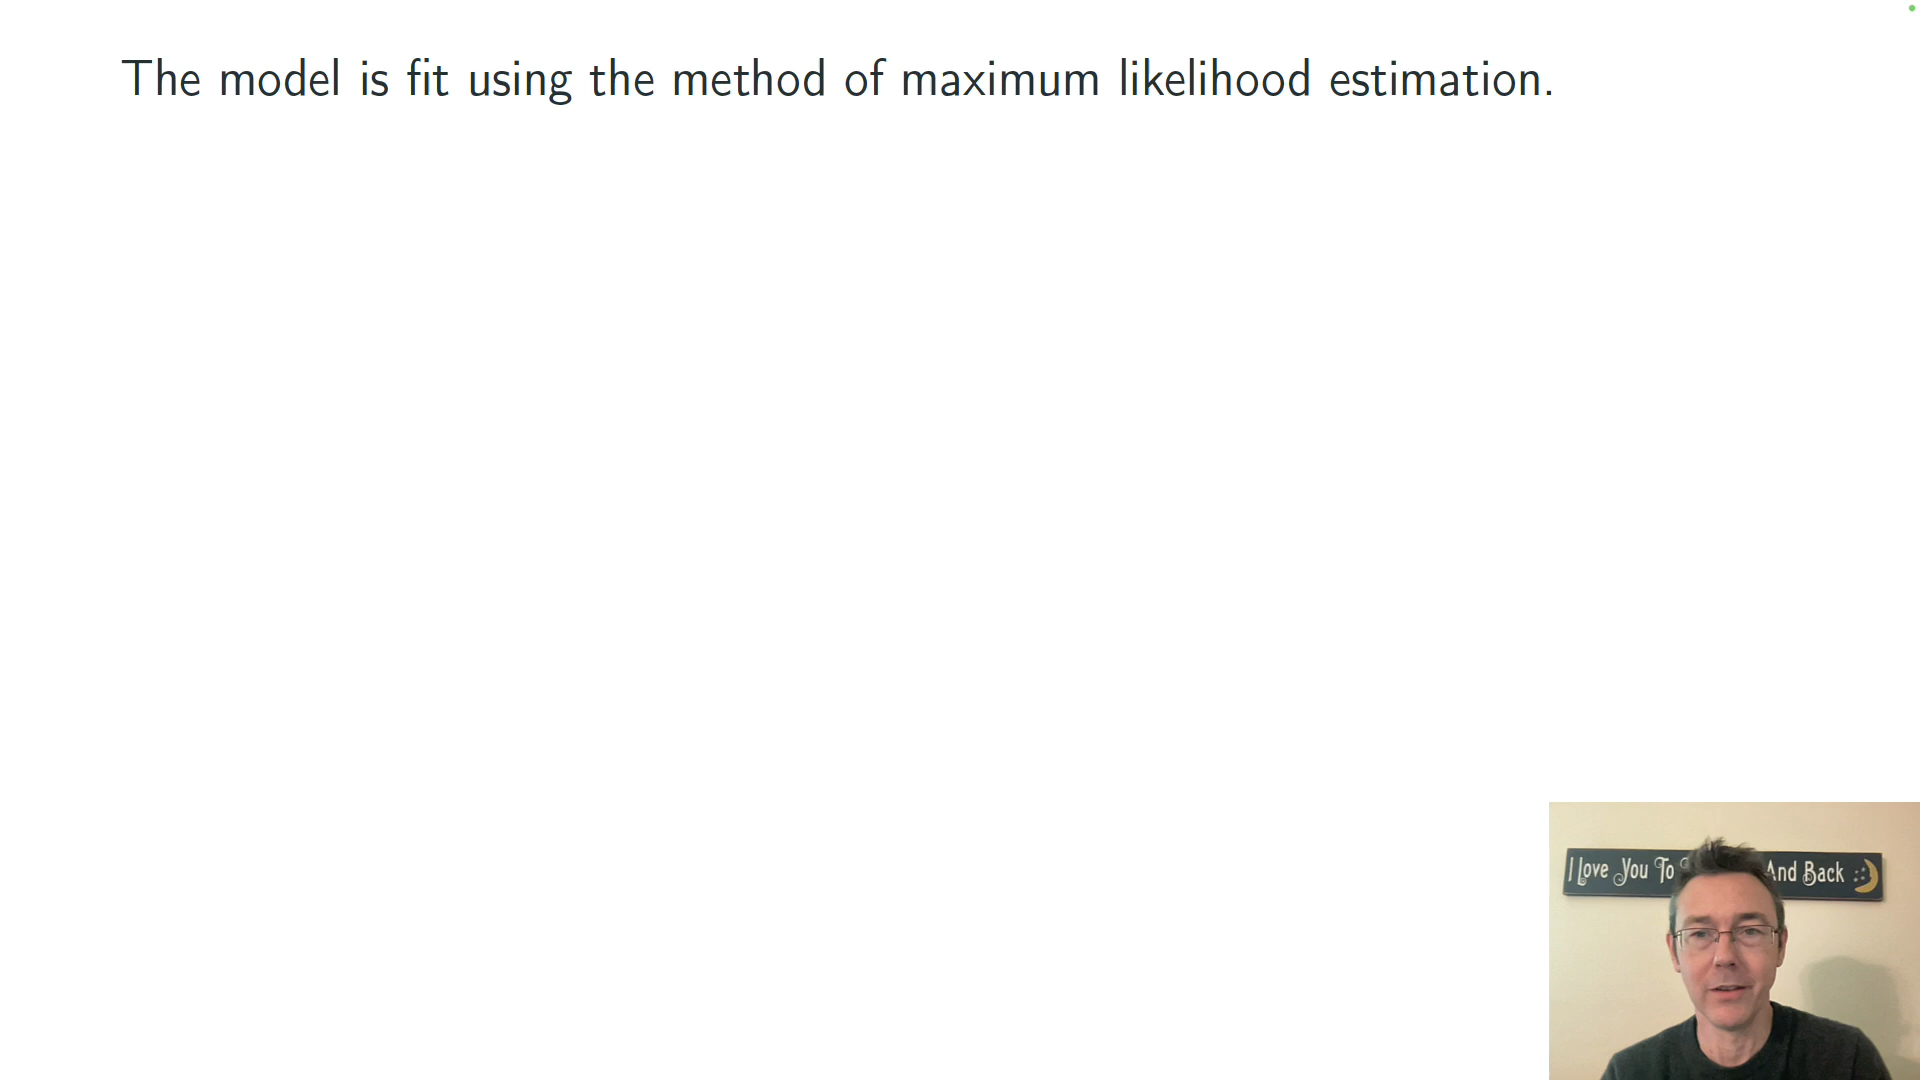 The model is fit using the method of maximum likelihood estimation.
I Love You To And Back